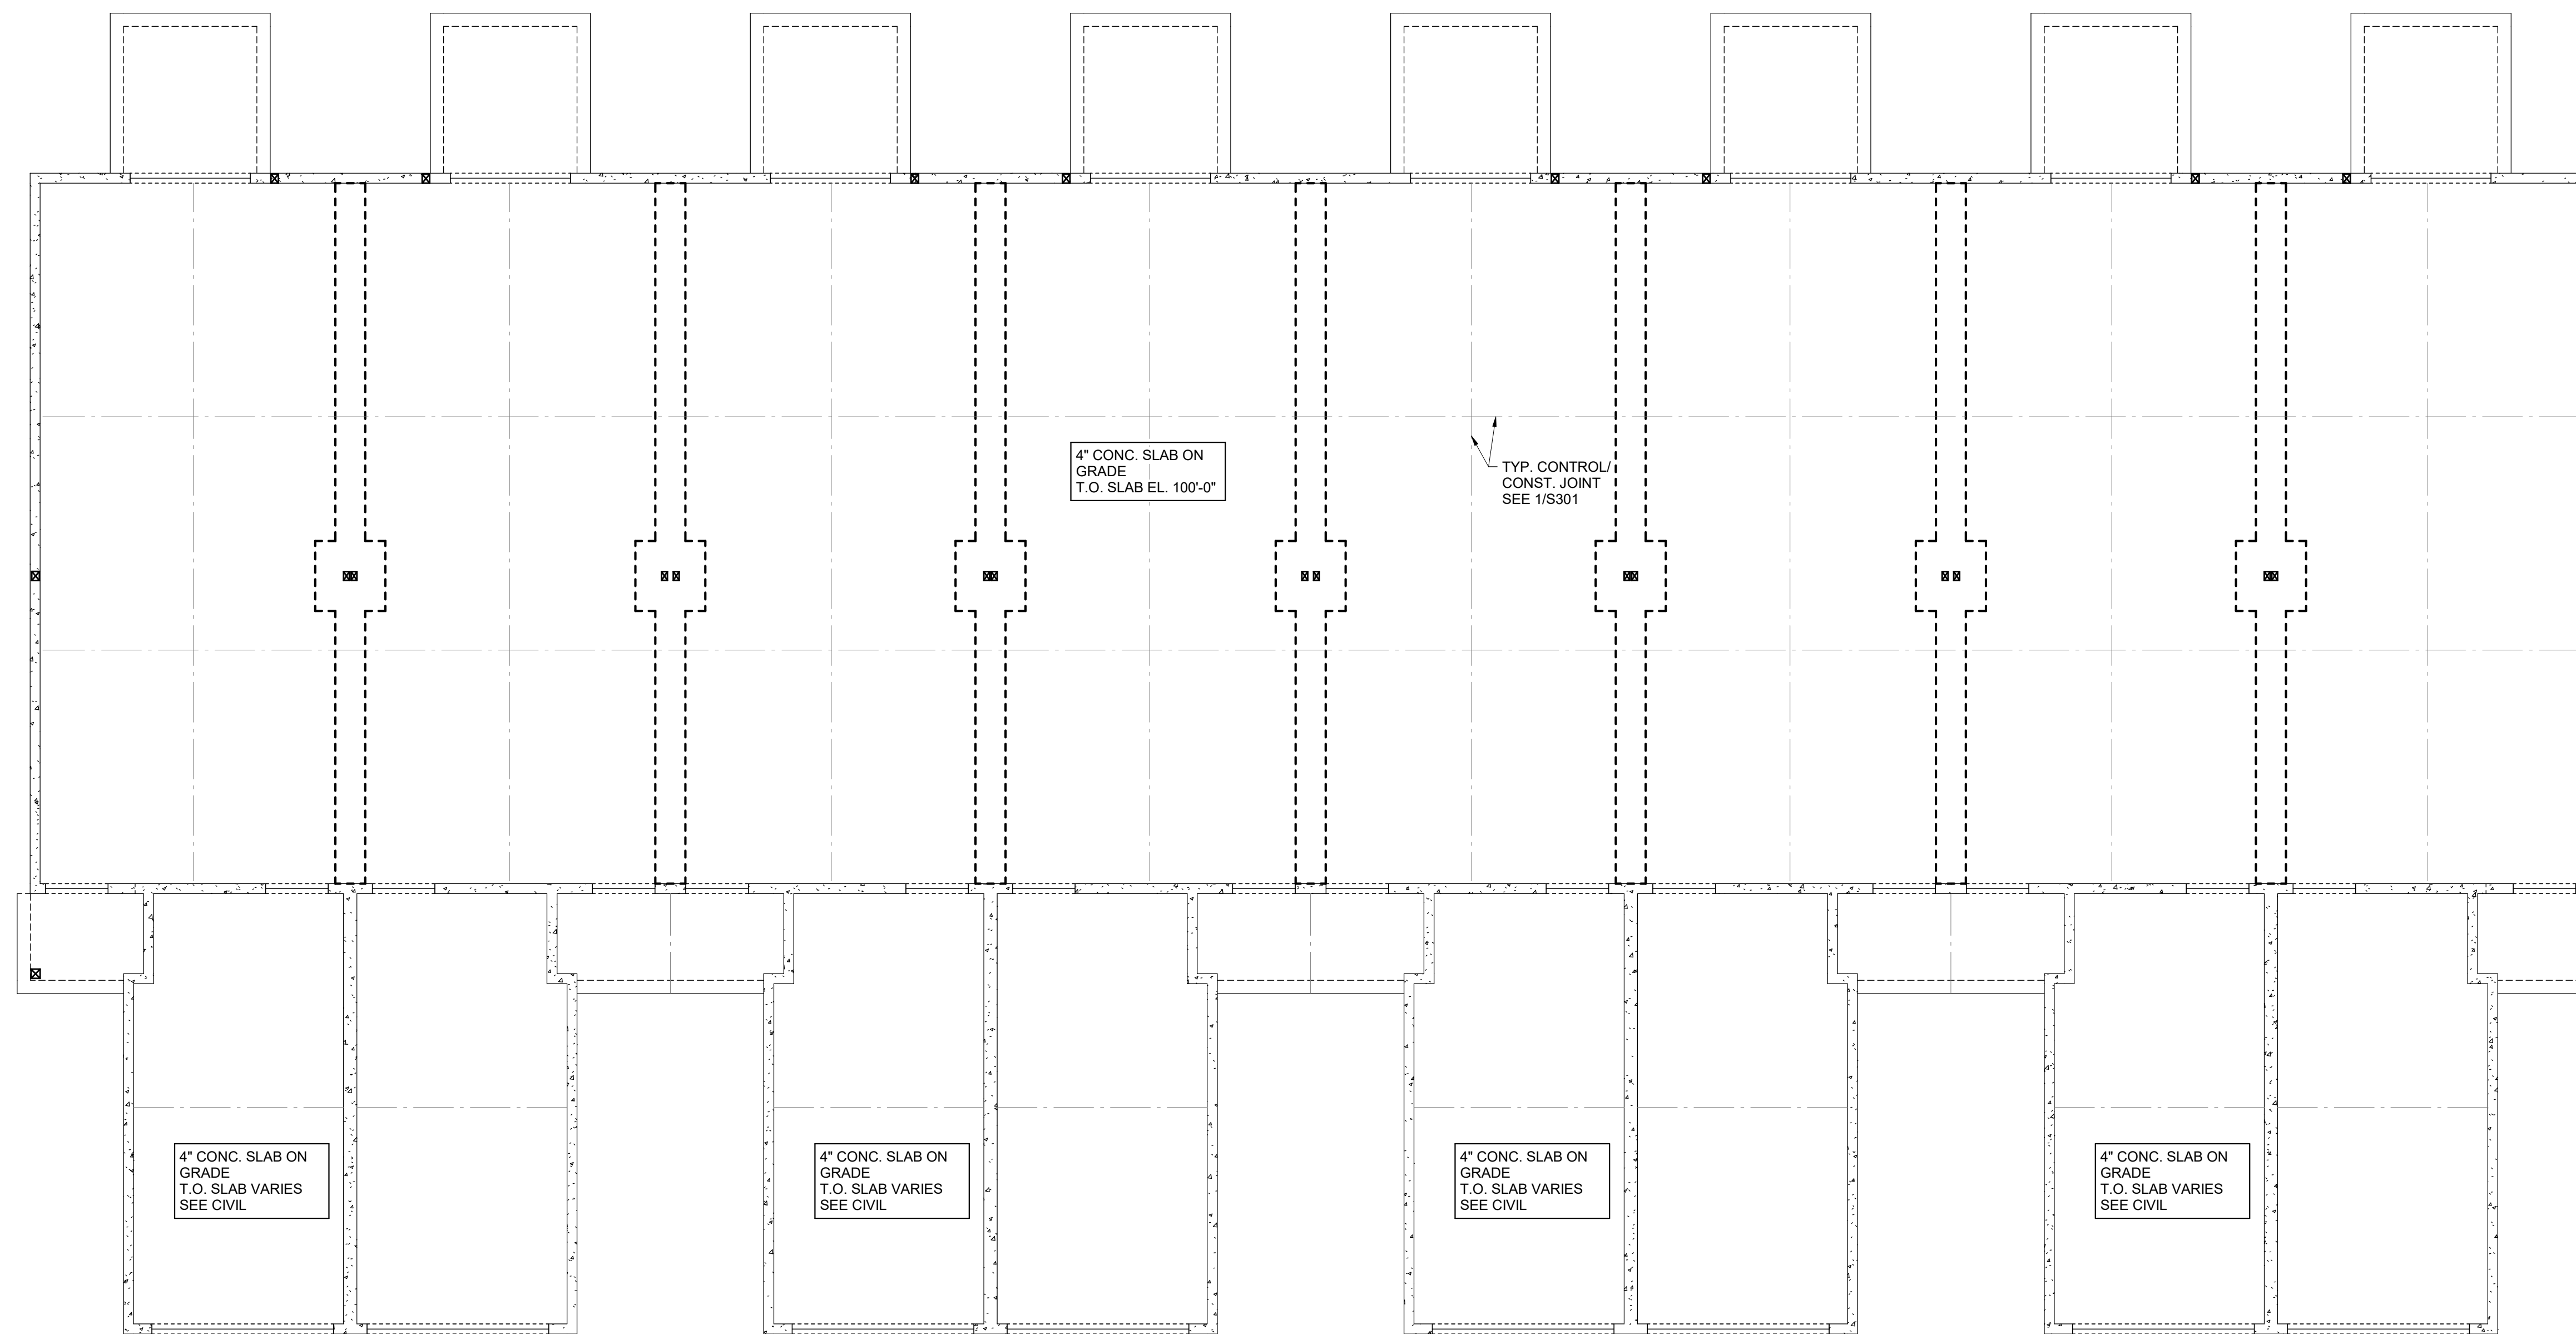 4" CONC. SLAB ON
GRADE
T.O. SLAB EL. 100'-0"
TYP. CONTROL/
CONST. JOINT
SEE 1/S301
4" CONC. SLAB ON
GRADE
T.O. SLAB VARIES
SEE CIVIL
4" CONC. SLAB ON
GRADE
T.O. SLAB VARIES
SEE CIVIL
4" CONC. SLAB ON
GRADE
T.O. SLAB VARIES
SEE CIVIL
4" CONC. SLAB ON
GRADE
T.O. SLAB VARIES
SEE CIVIL